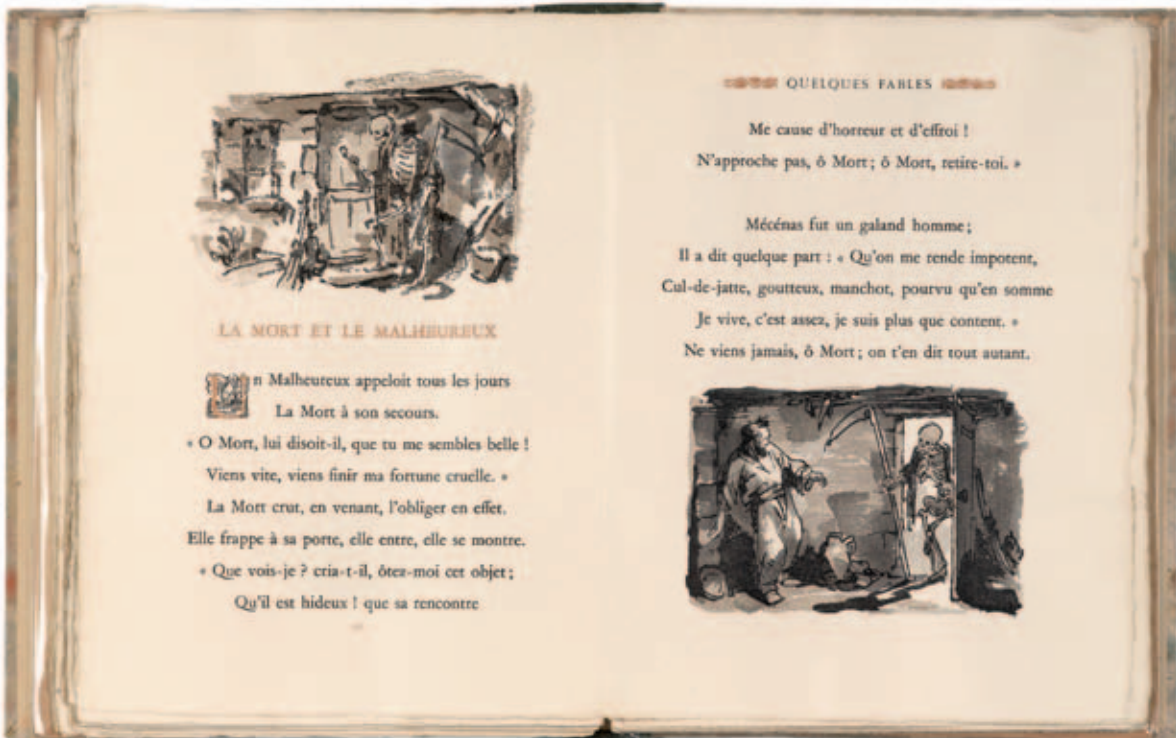 LA MORT ET LE MALHEUREUX
Un Malheureux appeloit tous les jours
La Mort à son secours.
« O Mort, lui disoit-il, que tu me sembles belle !
Viens vite, viens finir ma fortune cruelle. »
La Mort crut, en venant, l'obliger en effet.
Elle frappe à sa porte, elle entre, elle se montre.
« Que vois-je ? cria-t-il, ôtez-moi cet objet ;
Qu'il est hideux ! que sa rencontre
QUELQUES FABLES
Me cause d'horreur et d'effroi !
N'approche pas, ô Mort ; ô Mort, retire-toi. »
Mécénas fut un galand homme ;
Il a dit quelque part : « Qu'on me rende impotent,
Cul-de-jatte, goutteux, manchot, pourvu qu'en somme
Je vive, c'est assez, je suis plus que content. »
Ne viens jamais, ô Mort ; on t'en dit tout autant.